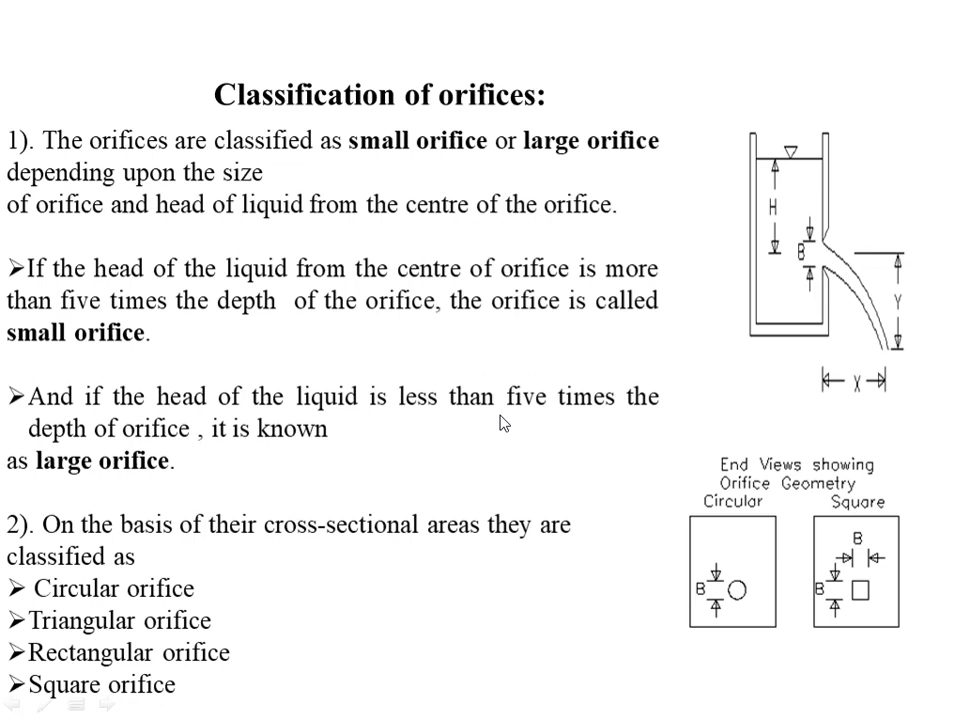 Classification of orifices:
1). The orifices are classified as small orifice or large orifice
depending upon the size
of orifice and head of liquid from the centre of the orifice.
➢If the head of the liquid from the centre of orifice is more
than five times the depth of the orifice, the orifice is called
small orifice.
➢And if the head of the liquid is less than five times the
depth of orifice , it is known
as large orifice.
2). On the basis of their cross-sectional areas they are
classified as
➢ Circular orifice
➢Triangular orifice
➢Rectangular orifice
➢Square orifice
H
B
Y
X
End Views showing
Orifice Geometry
Circular Square
B
B
B